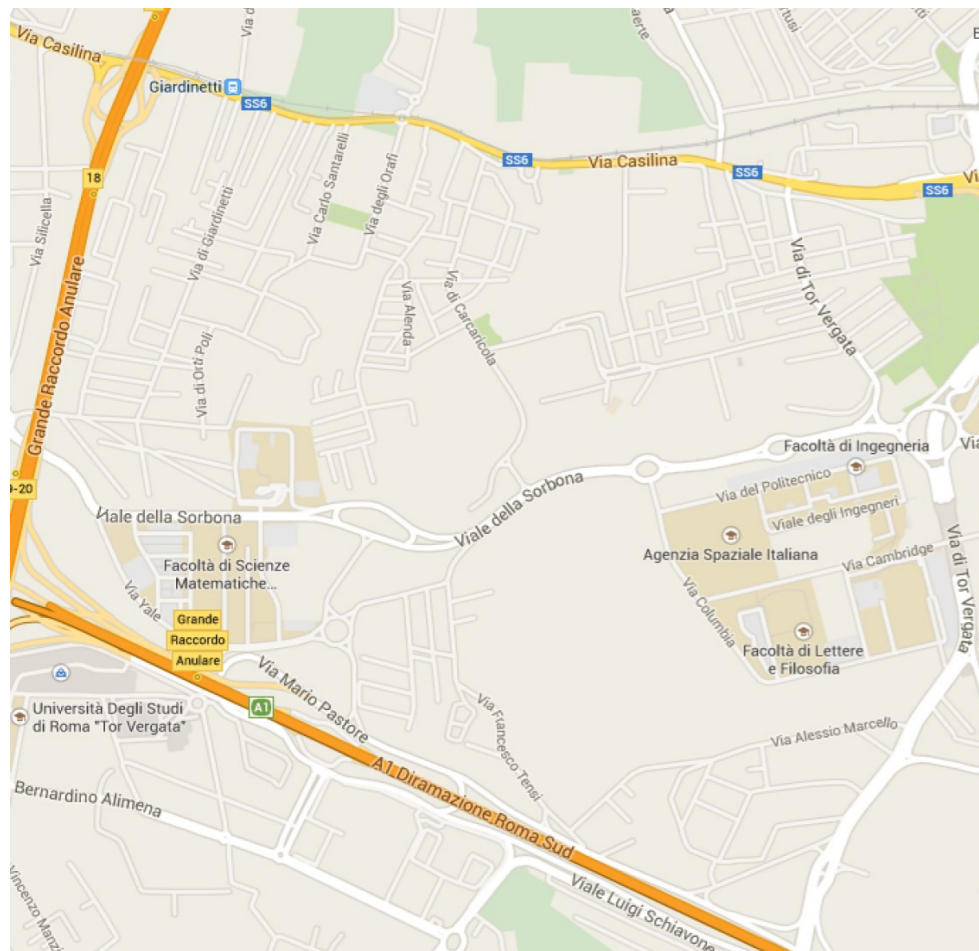 Via Casilina
Giardinetti
SS6
SS6
Via Casilina
SS6
SS6
18
Via Silicella
Via di Giardinetti
Via Carlo Santarelli
Via degli Orafi
Via di Tor Vergata
Grande Raccordo Anulare
Via di Orti Poli
Via Alenda
Via di Carcaricola
Facoltà di Ingegneria
Via del Politecnico
Viale degli Ingegneri
Viale della Sorbona
Viale della Sorbona
Agenzia Spaziale Italiana
Via Cambridge
Via di Tor Vergata
Facoltà di Scienze
Matematiche...
Via Yale
Via Columbia
Grande
Raccordo
Anulare
Facoltà di Lettere
e Filosofia
Via Mario Pastore
A1
Università Degli Studi
di Roma "Tor Vergata"
Via Francesco Tensi
Via Alessio Marcello
A1 Diramazione Roma Sud
Bernardino Alimena
Viale Luigi Schiavone
Vincenzo